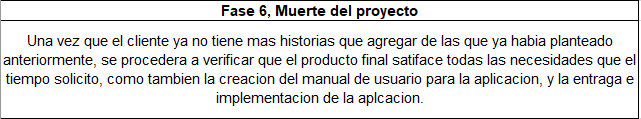 Fase 6, Muerte del proyecto
Una vez que el cliente ya no tiene mas historias que agregar de las que ya habia planteado
anteriormente, se procedera a verificar que el producto final satiface todas las necesidades que el
tiempo solicito, como tambien la creacion del manual de usuario para la aplicacion, y la entraga e
implementacion de la aplcacion.